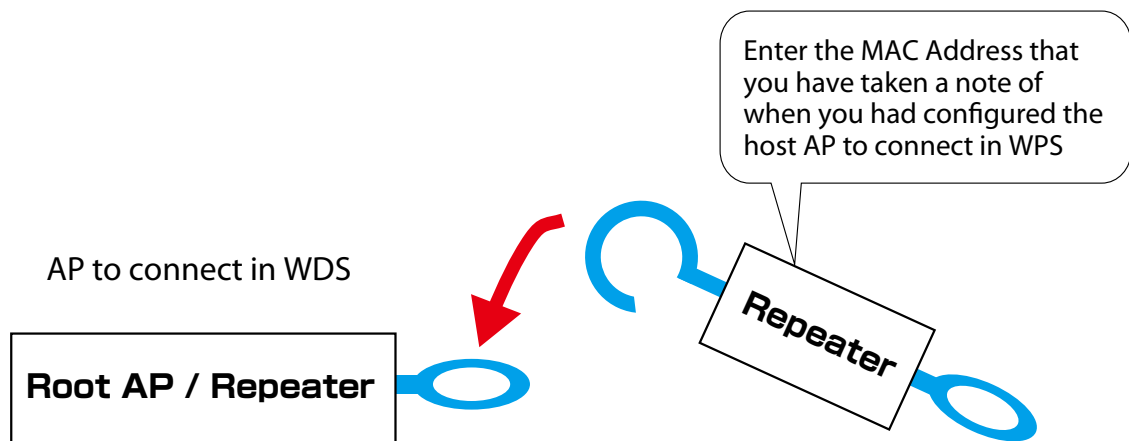 Enter the MAC Address that
you have taken a note of
when you had configured the
host AP to connect in WPS
AP to connect in WDS
Root AP / Repeater
Repeater